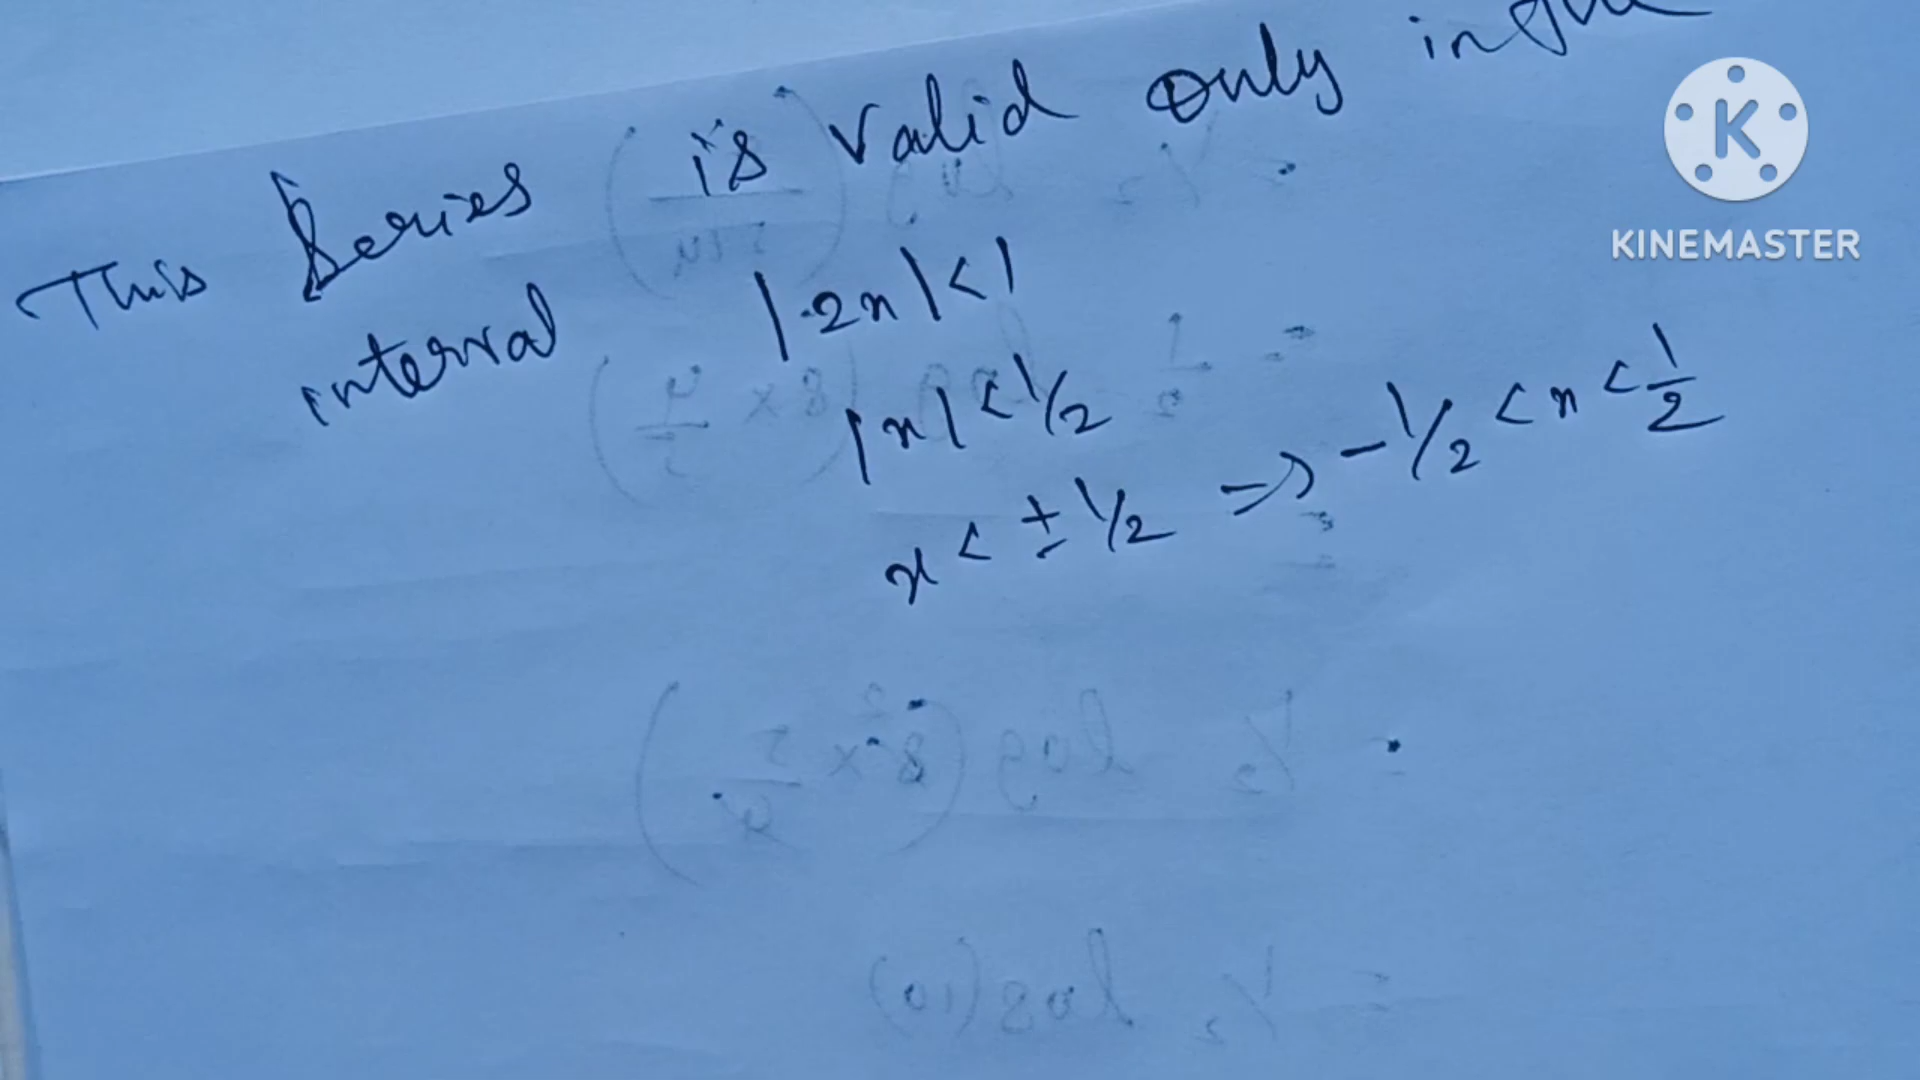 This Series is valid only in the
interval |-2x|<1
|x|<1/2
x < ± 1/2 => -1/2 < x < 1/2
KINEMASTER